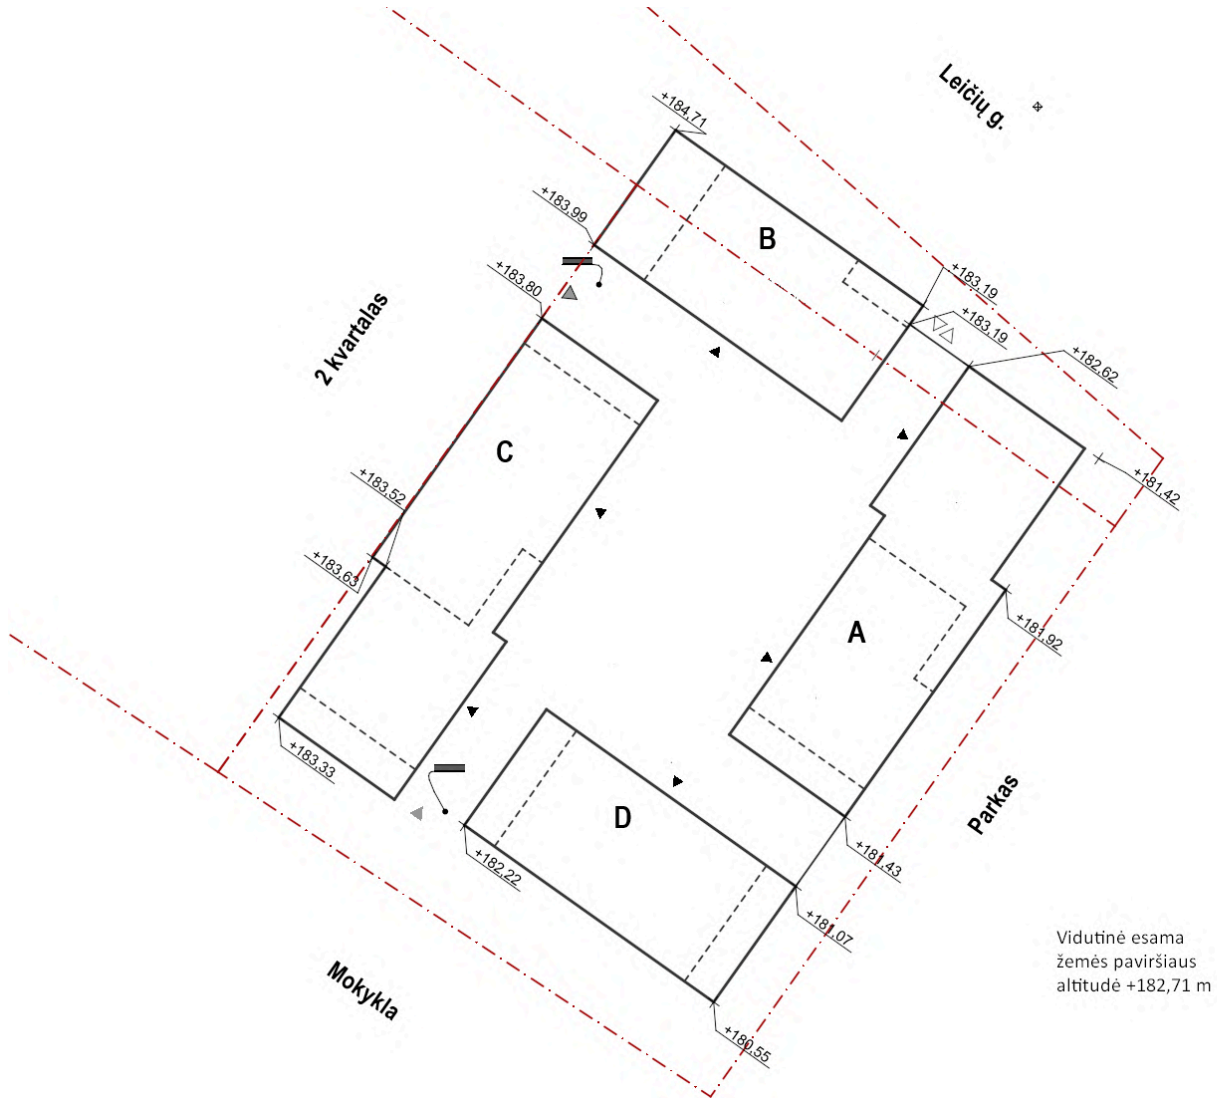 Leičių g.
+184,71
+183,99
B
+183,80
+183,19
+183,19
2 kvartalas
+182,62
C
+183,52
+181,42
+183,63
A
+181,92
+183,33
D
Parkas
+182,22
+181,43
+181,07
Mokykla
+180,55
Vidutinė esama
žemės paviršiaus
altitudė +182,71 m